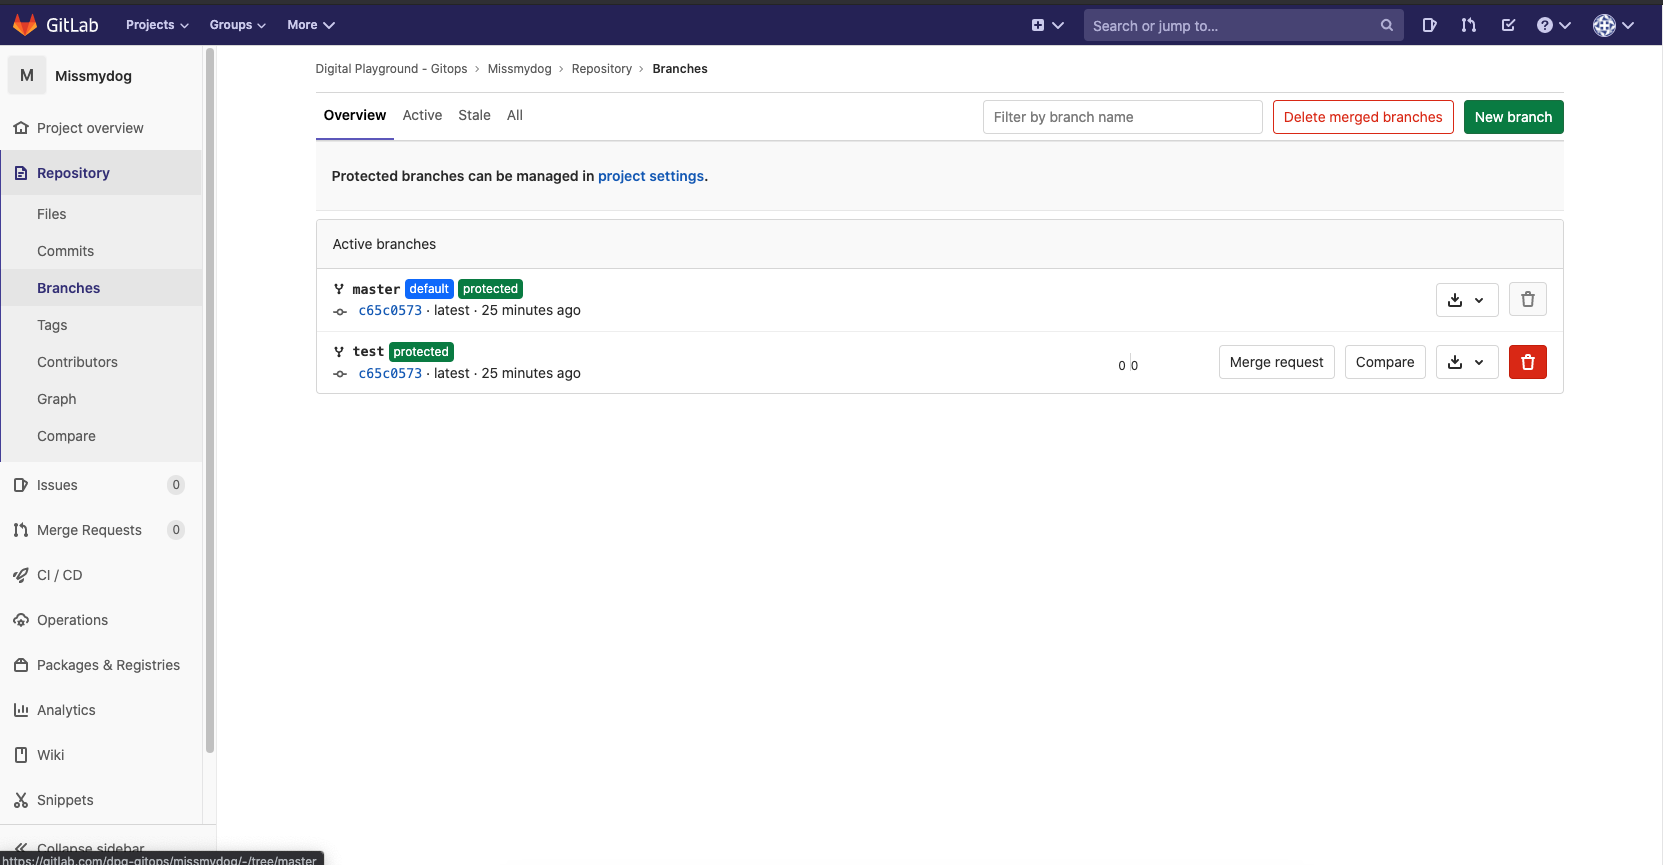 GitLab Projects Groups More Search or jump to...
M Missmydog
Project overview
Repository
Files
Commits
Branches
Tags
Contributors
Graph
Compare
Issues 0
Merge Requests 0
CI / CD
Operations
Packages & Registries
Analytics
Wiki
Snippets
Collapse sidebar
https://gitlab.com/dpg-gitops/missmydog/-/tree/master
Digital Playground - Gitops › Missmydog › Repository › Branches
Overview Active Stale All Filter by branch name Delete merged branches New branch
Protected branches can be managed in project settings.
Active branches
master default protected
c65c0573 · latest · 25 minutes ago
test protected
c65c0573 · latest · 25 minutes ago
0 0 Merge request Compare